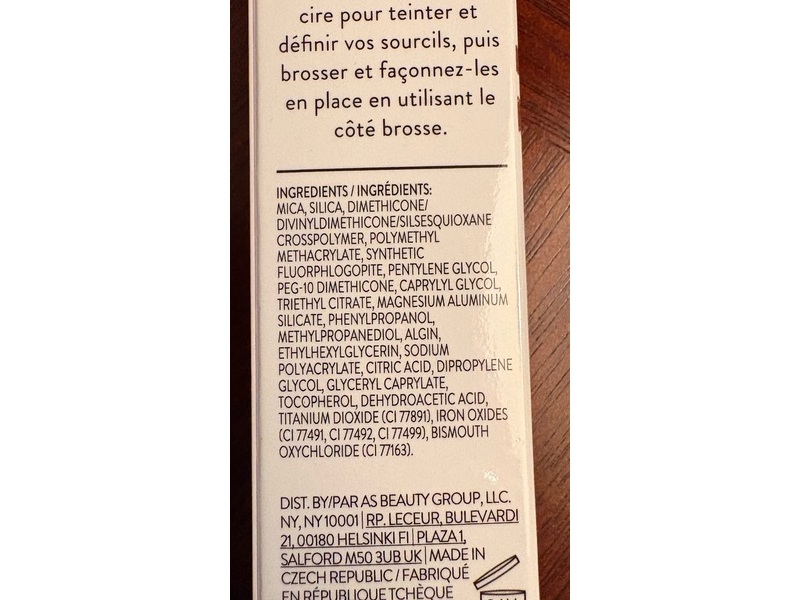 cire pour teinter et
définir vos sourcils, puis
brosser et façonnez-les
en place en utilisant le
côté brosse.
INGREDIENTS / INGRÉDIENTS:
MICA, SILICA, DIMETHICONE/
DIVINYLDIMETHICONE/SILSESQUIOXANE
CROSSPOLYMER, POLYMETHYL
METHACRYLATE, SYNTHETIC
FLUORPHLOGOPITE, PENTYLENE GLYCOL,
PEG-10 DIMETHICONE, CAPRYLYL GLYCOL,
TRIETHYL CITRATE, MAGNESIUM ALUMINUM
SILICATE, PHENYLPROPANOL,
METHYLPROPANEDIOL, ALGIN,
ETHYLHEXYLGLYCERIN, SODIUM
POLYACRYLATE, CITRIC ACID, DIPROPYLENE
GLYCOL, GLYCERYL CAPRYLATE,
TOCOPHEROL, DEHYDROACETIC ACID,
TITANIUM DIOXIDE (CI 77891), IRON OXIDES
(CI 77491, CI 77492, CI 77499), BISMOUTH
OXYCHLORIDE (CI 77163).
DIST. BY/PAR AS BEAUTY GROUP, LLC.
NY, NY 10001 | RP. LECEUR, BULEVARDI
21, 00180 HELSINKI FI | PLAZA 1,
SALFORD M50 3UB UK | MADE IN
CZECH REPUBLIC / FABRIQUÉ
EN RÉPUBLIQUE TCHÈQUE